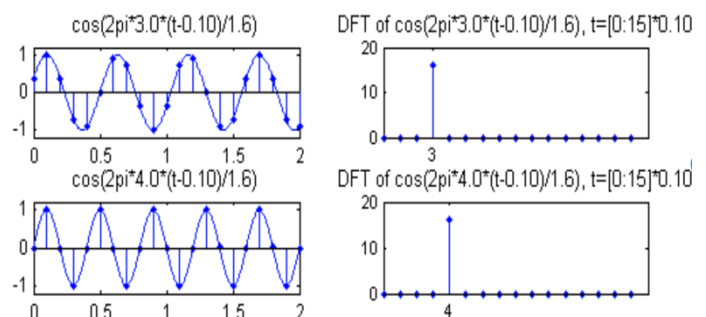 cos(2pi*3.0*(t-0.10)/1.6)
DFT of cos(2pi*3.0*(t-0.10)/1.6), t=[0:15]*0.10
1
0
-1
0 0.5 1 1.5 2
20
10
0
3
cos(2pi*4.0*(t-0.10)/1.6)
DFT of cos(2pi*4.0*(t-0.10)/1.6), t=[0:15]*0.10
1
0
-1
0 0.5 1 1.5 2
20
10
0
4